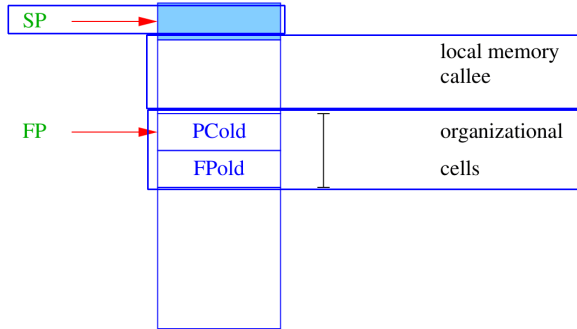 SP
local memory
callee
FP
PCold
organizational
FPold
cells